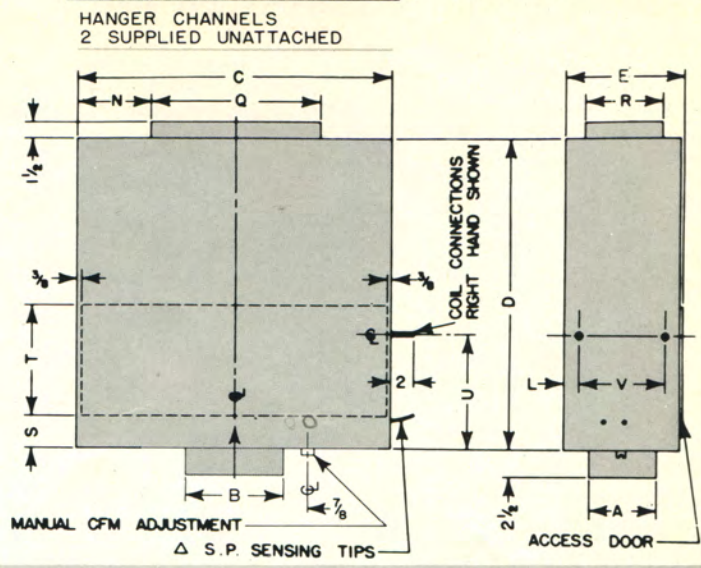 HANGER CHANNELS
2 SUPPLIED UNATTACHED
C
E
N
Q
R
1½
COIL CONNECTIONS
RIGHT HAND SHOWN
D
⅜
⅜
T
℄
2
U
L
V
S
B
℄
⅞
2½
A
MANUAL CFM ADJUSTMENT
△ S.P. SENSING TIPS
ACCESS DOOR